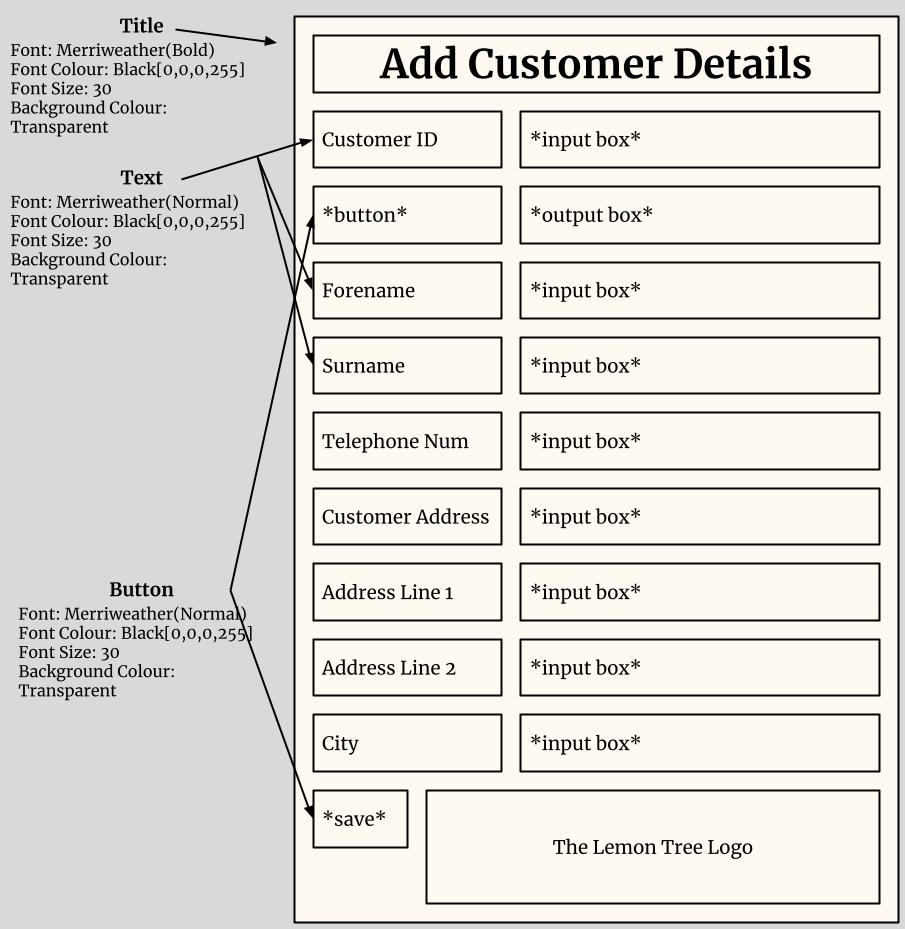 Title
Font: Merriweather(Bold)
Font Colour: Black[0,0,0,255]
Font Size: 30
Background Colour:
Transparent
Text
Font: Merriweather(Normal)
Font Colour: Black[0,0,0,255]
Font Size: 30
Background Colour:
Transparent
Button
Font: Merriweather(Normal)
Font Colour: Black[0,0,0,255]
Font Size: 30
Background Colour:
Transparent
Add Customer Details
Customer ID *input box*
*button* *output box*
Forename *input box*
Surname *input box*
Telephone Num *input box*
Customer Address *input box*
Address Line 1 *input box*
Address Line 2 *input box*
City *input box*
*save*
The Lemon Tree Logo